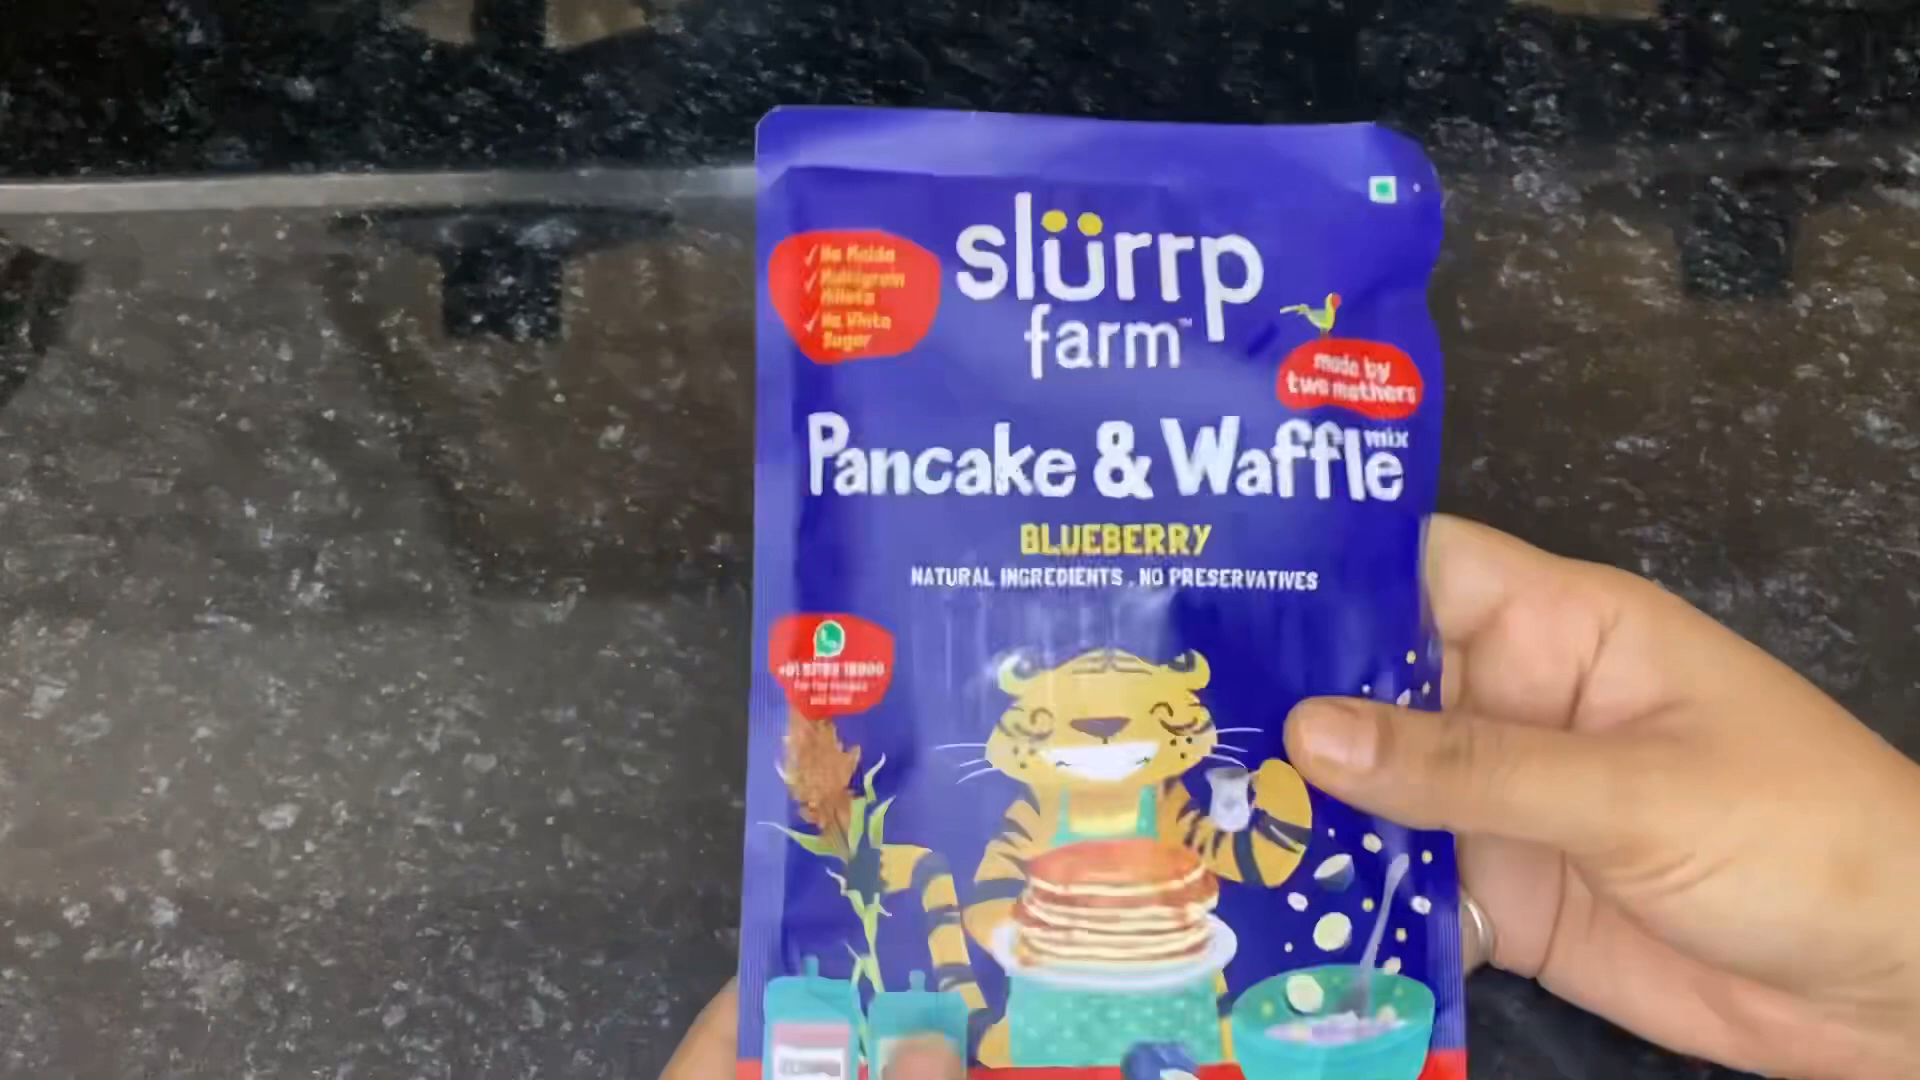 slürrp
farm™
✓ No Maida
✓ Multigrain
Millets
✓ No White
Sugar
made by
two mothers
Pancake & Waffle mix
BLUEBERRY
NATURAL INGREDIENTS . NO PRESERVATIVES